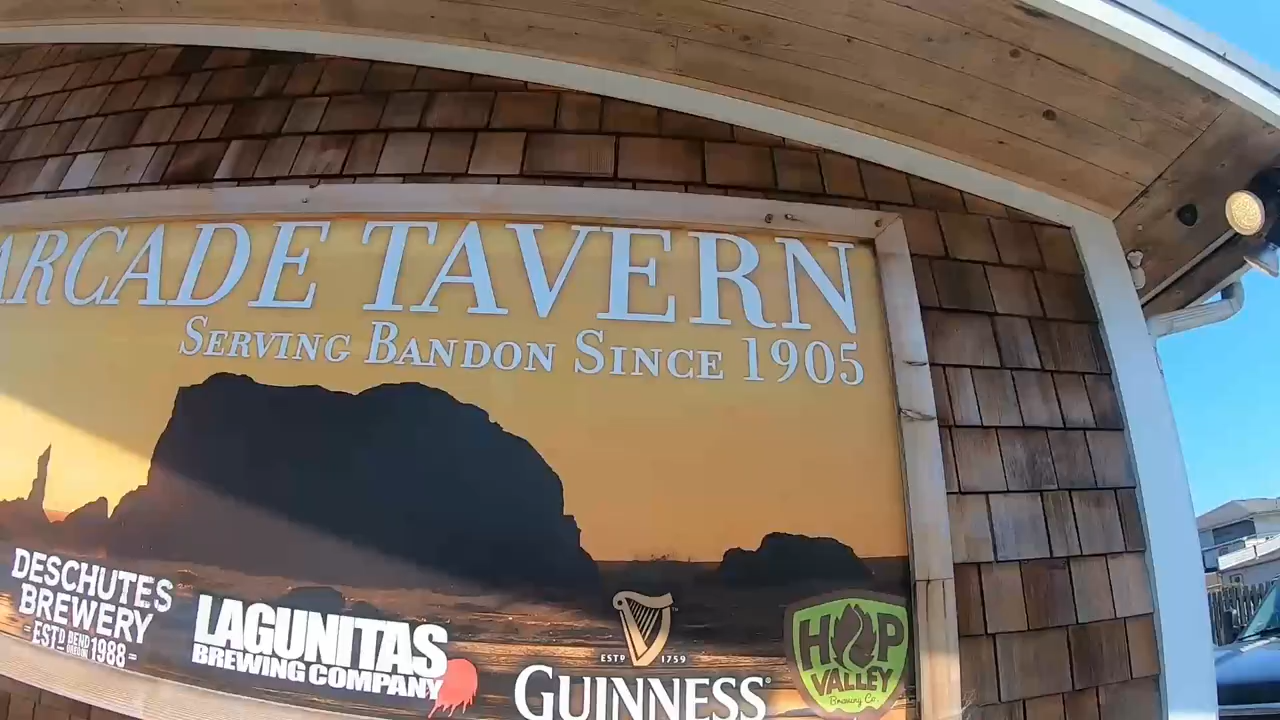 ARCADE TAVERN
SERVING BANDON SINCE 1905
DESCHUTES
BREWERY
ESTD BEND 1988
LAGUNITAS
BREWING COMPANY
ESTD 1759
GUINNESS®
HOP
VALLEY
Brewing Co.